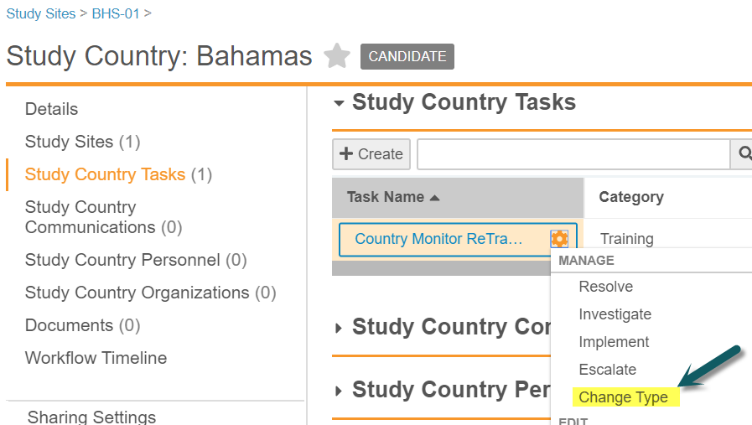 Study Sites > BHS-01 >
Study Country: Bahamas
CANDIDATE
Details
Study Sites (1)
Study Country Tasks (1)
Study Country
Communications (0)
Study Country Personnel (0)
Study Country Organizations (0)
Documents (0)
Workflow Timeline
Sharing Settings
Study Country Tasks
+ Create
Task Name
Category
Country Monitor ReTra...
Training
Study Country Cor
Study Country Per
MANAGE
Resolve
Investigate
Implement
Escalate
Change Type
EDIT